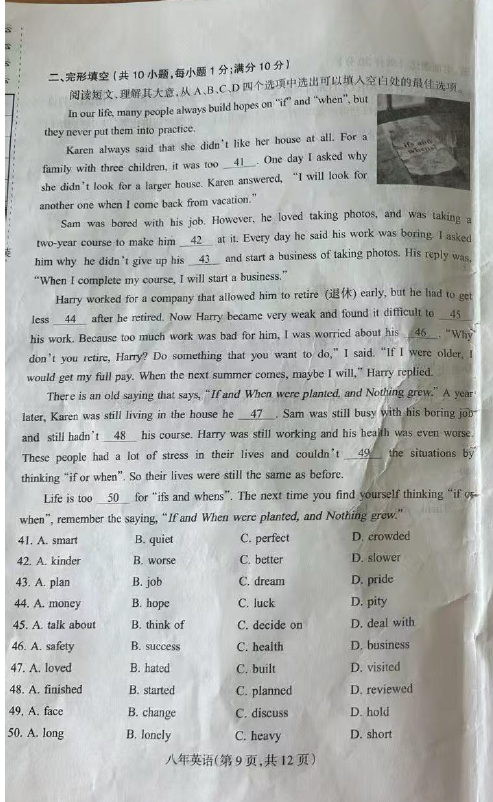 二、完形填空(共 10 小题,每小题 1 分;满分 10 分)
阅读短文,理解其大意,从 A、B、C、D 四个选项中选出可以填入空白处的最佳选项。
In our life, many people always build hopes on "if" and "when", but
they never put them into practice.
Karen always said that she didn't like her house at all. For a
family with three children, it was too 41 . One day I asked why
she didn't look for a larger house. Karen answered, "I will look for
another one when I come back from vacation."
Sam was bored with his job. However, he loved taking photos, and was taking a
two-year course to make him 42 at it. Every day he said his work was boring. I asked
him why he didn't give up his 43 and start a business of taking photos. His reply was,
"When I complete my course, I will start a business."
Harry worked for a company that allowed him to retire (退休) early, but he had to get
less 44 after he retired. Now Harry became very weak and found it difficult to 45
his work. Because too much work was bad for him, I was worried about his 46 . "Why
don't you retire, Harry? Do something that you want to do," I said. "If I were older, I
would get my full pay. When the next summer comes, maybe I will," Harry replied.
There is an old saying that says, "If and When were planted, and Nothing grew." A year
later, Karen was still living in the house he 47 . Sam was still busy with his boring job
and still hadn't 48 his course. Harry was still working and his health was even worse.
These people had a lot of stress in their lives and couldn't 49 the situations by
thinking "if or when". So their lives were still the same as before.
Life is too 50 for "ifs and whens". The next time you find yourself thinking "if or
when", remember the saying, "If and When were planted, and Nothing grew."
41. A. smart B. quiet C. perfect D. crowded
42. A. kinder B. worse C. better D. slower
43. A. plan B. job C. dream D. pride
44. A. money B. hope C. luck D. pity
45. A. talk about B. think of C. decide on D. deal with
46. A. safety B. success C. health D. business
47. A. loved B. hated C. built D. visited
48. A. finished B. started C. planned D. reviewed
49. A. face B. change C. discuss D. hold
50. A. long B. lonely C. heavy D. short
八年英语(第 9 页,共 12 页)